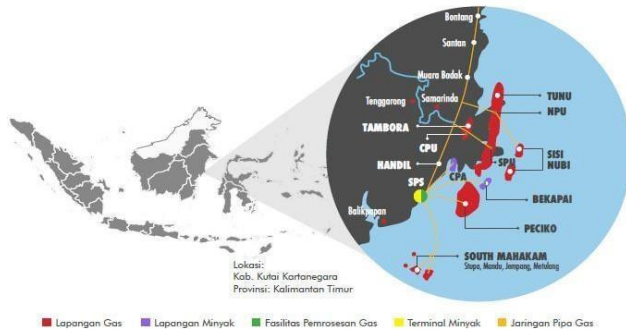 Bontang
Santan
Muara Badak
Tenggarong
Samarinda
TUNU
NPU
TAMBORA
CPU
HANDIL
SPU
SISI
NUBI
SPS
CPA
BEKAPAI
Balikpapan
PECIKO
SOUTH MAHAKAM
Stupa, Mandu, Jempang, Metulang
Lokasi:
Kab. Kutai Kartanegara
Provinsi: Kalimantan Timur
Lapangan Gas
Lapangan Minyak
Fasilitas Pemrosesan Gas
Terminal Minyak
Jaringan Pipa Gas